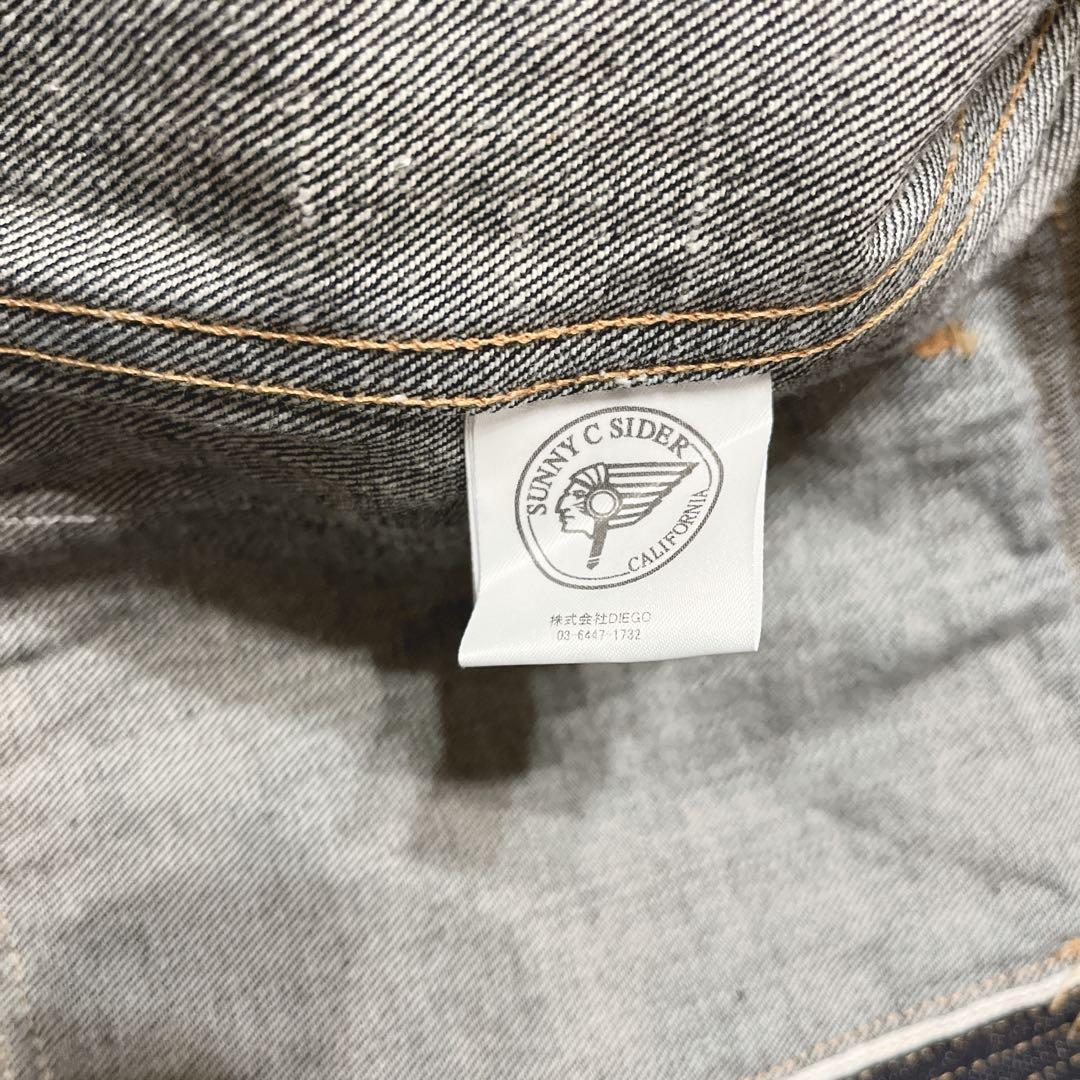 SUNNY C SIDER
CALIFORNIA
株式会社DIEGO
03-6447-1732